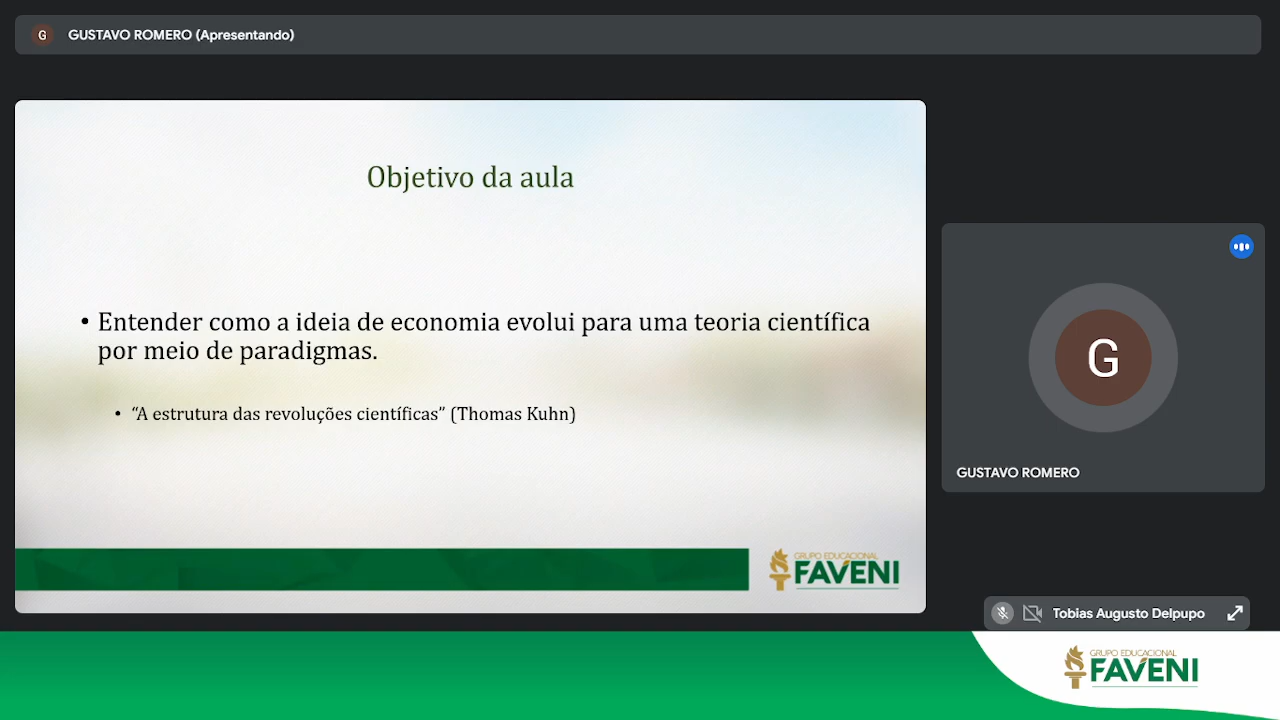 G GUSTAVO ROMERO (Apresentando)
Objetivo da aula
• Entender como a ideia de economia evolui para uma teoria científica
por meio de paradigmas.
• “A estrutura das revoluções científicas” (Thomas Kuhn)
GRUPO EDUCACIONAL
FAVENI
G
GUSTAVO ROMERO
Tobias Augusto Delpupo
GRUPO EDUCACIONAL
FAVENI